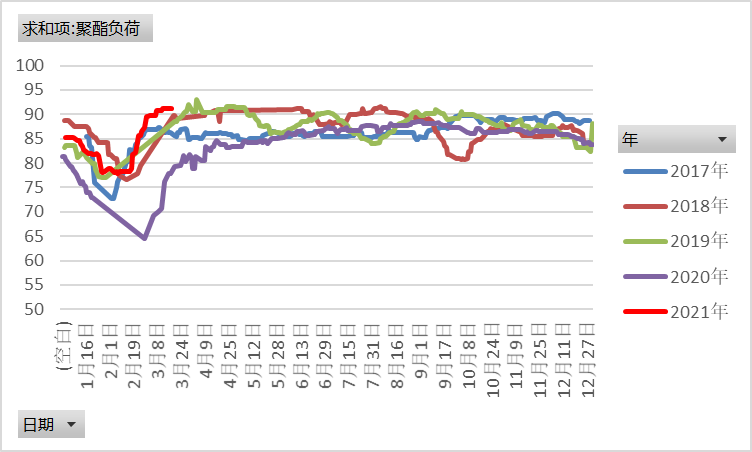 求和项:聚酯负荷
100
95
90
85
80
75
70
65
60
55
50
(空白)
1月16日
2月1日
2月19日
3月8日
3月24日
4月9日
4月25日
5月12日
5月28日
6月13日
6月29日
7月15日
7月31日
8月16日
9月1日
9月17日
10月8日
10月24日
11月9日
11月25日
12月11日
12月27日
年
2017年
2018年
2019年
2020年
2021年
日期